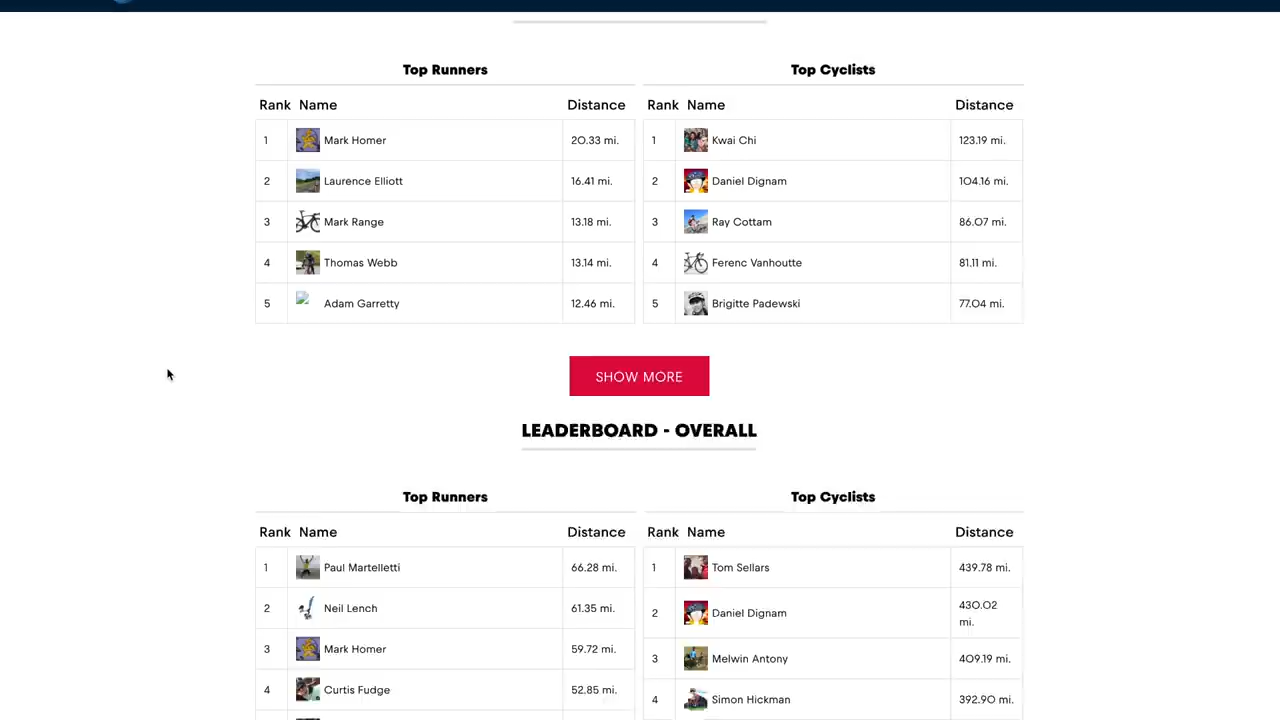 Top Runners
Rank Name Distance
1 Mark Homer 20.33 mi.
2 Laurence Elliott 16.41 mi.
3 Mark Range 13.18 mi.
4 Thomas Webb 13.14 mi.
5 Adam Garretty 12.46 mi.
Top Cyclists
Rank Name Distance
1 Kwai Chi 123.19 mi.
2 Daniel Dignam 104.16 mi.
3 Ray Cottam 86.07 mi.
4 Ferenc Vanhoutte 81.11 mi.
5 Brigitte Padewski 77.04 mi.
SHOW MORE
LEADERBOARD - OVERALL
Top Runners
Rank Name Distance
1 Paul Martelletti 66.28 mi.
2 Neil Lench 61.35 mi.
3 Mark Homer 59.72 mi.
4 Curtis Fudge 52.85 mi.
Top Cyclists
Rank Name Distance
1 Tom Sellars 439.78 mi.
2 Daniel Dignam 430.02
mi.
3 Melwin Antony 409.19 mi.
4 Simon Hickman 392.90 mi.